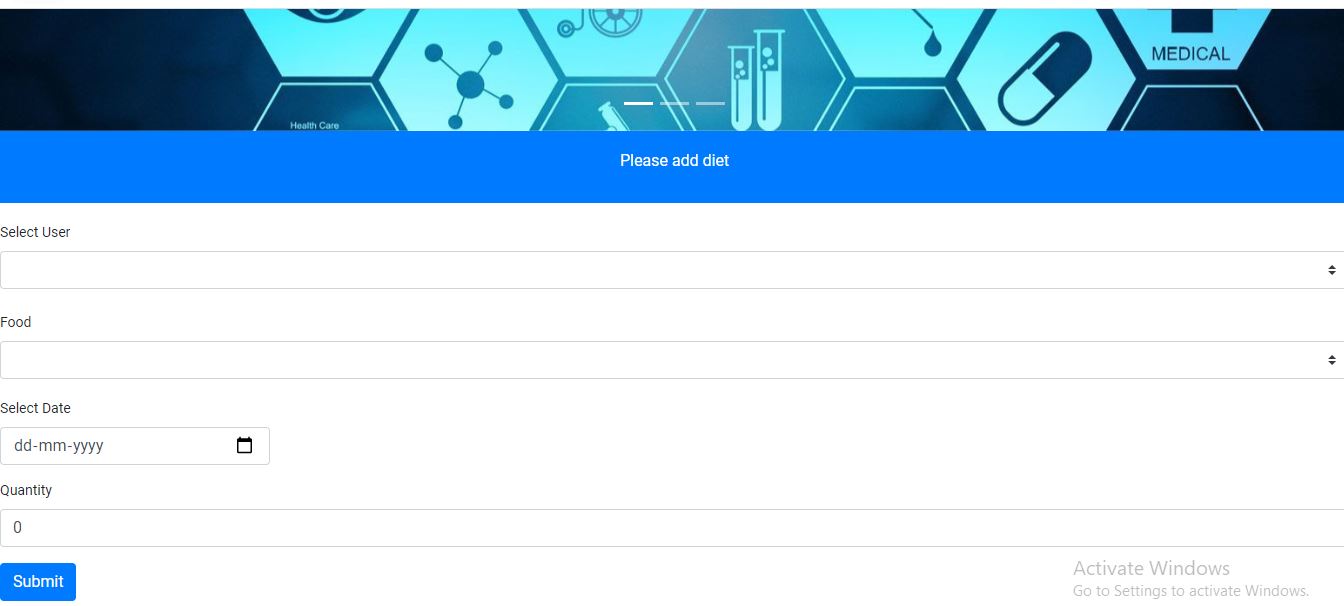 MEDICAL
Health Care
Please add diet
Select User
Food
Select Date
dd-mm-yyyy
Quantity
0
Submit
Activate Windows
Go to Settings to activate Windows.